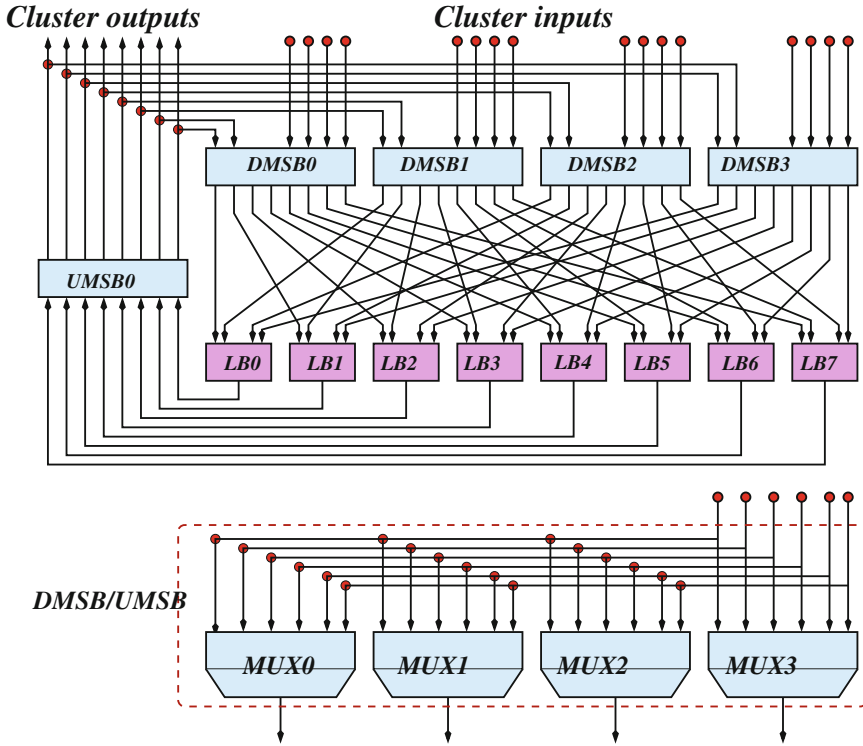 Cluster outputs Cluster inputs
DMSB0 DMSB1 DMSB2 DMSB3
UMSB0
LB0 LB1 LB2 LB3 LB4 LB5 LB6 LB7
DMSB/UMSB
MUX0 MUX1 MUX2 MUX3